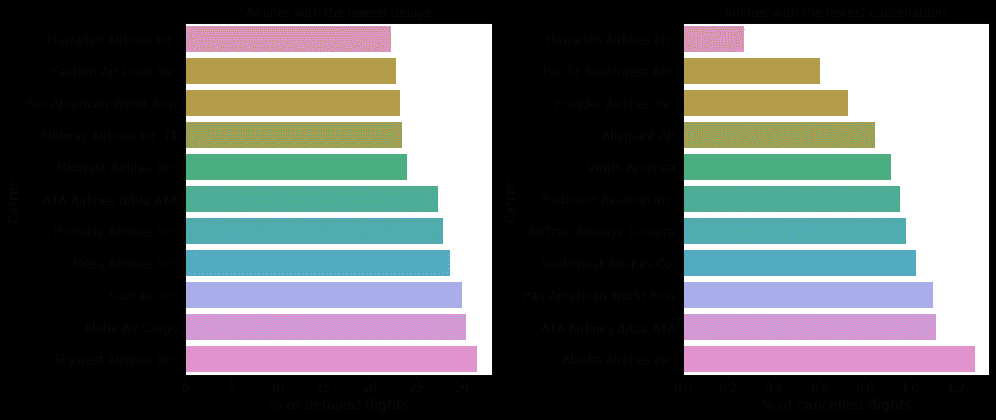 Airlines with the fewest delays
Hawaiian Airlines Inc.
Eastern Air Lines Inc.
Pan American World Airw
Midway Airlines Inc. (1
Midwest Airline, Inc.
ATA Airlines d/b/a ATA
Pinnacle Airlines Inc.
Mesa Airlines Inc.
Comair Inc.
Aloha Air Cargo
Skywest Airlines Inc.
Carrier
0 5 10 15 20 25 30
% of delayed flights
Airlines with the fewest cancellations
Hawaiian Airlines Inc.
Pacific Southwest Airli
Frontier Airlines Inc.
Allegiant Air
Virgin America
Piedmont Aviation Inc.
AirTran Airways Corpora
Southwest Airlines Co.
Pan American World Airw
ATA Airlines d/b/a ATA
Alaska Airlines Inc.
Carrier
0.0 0.2 0.4 0.6 0.8 1.0 1.2
% of cancelled flights